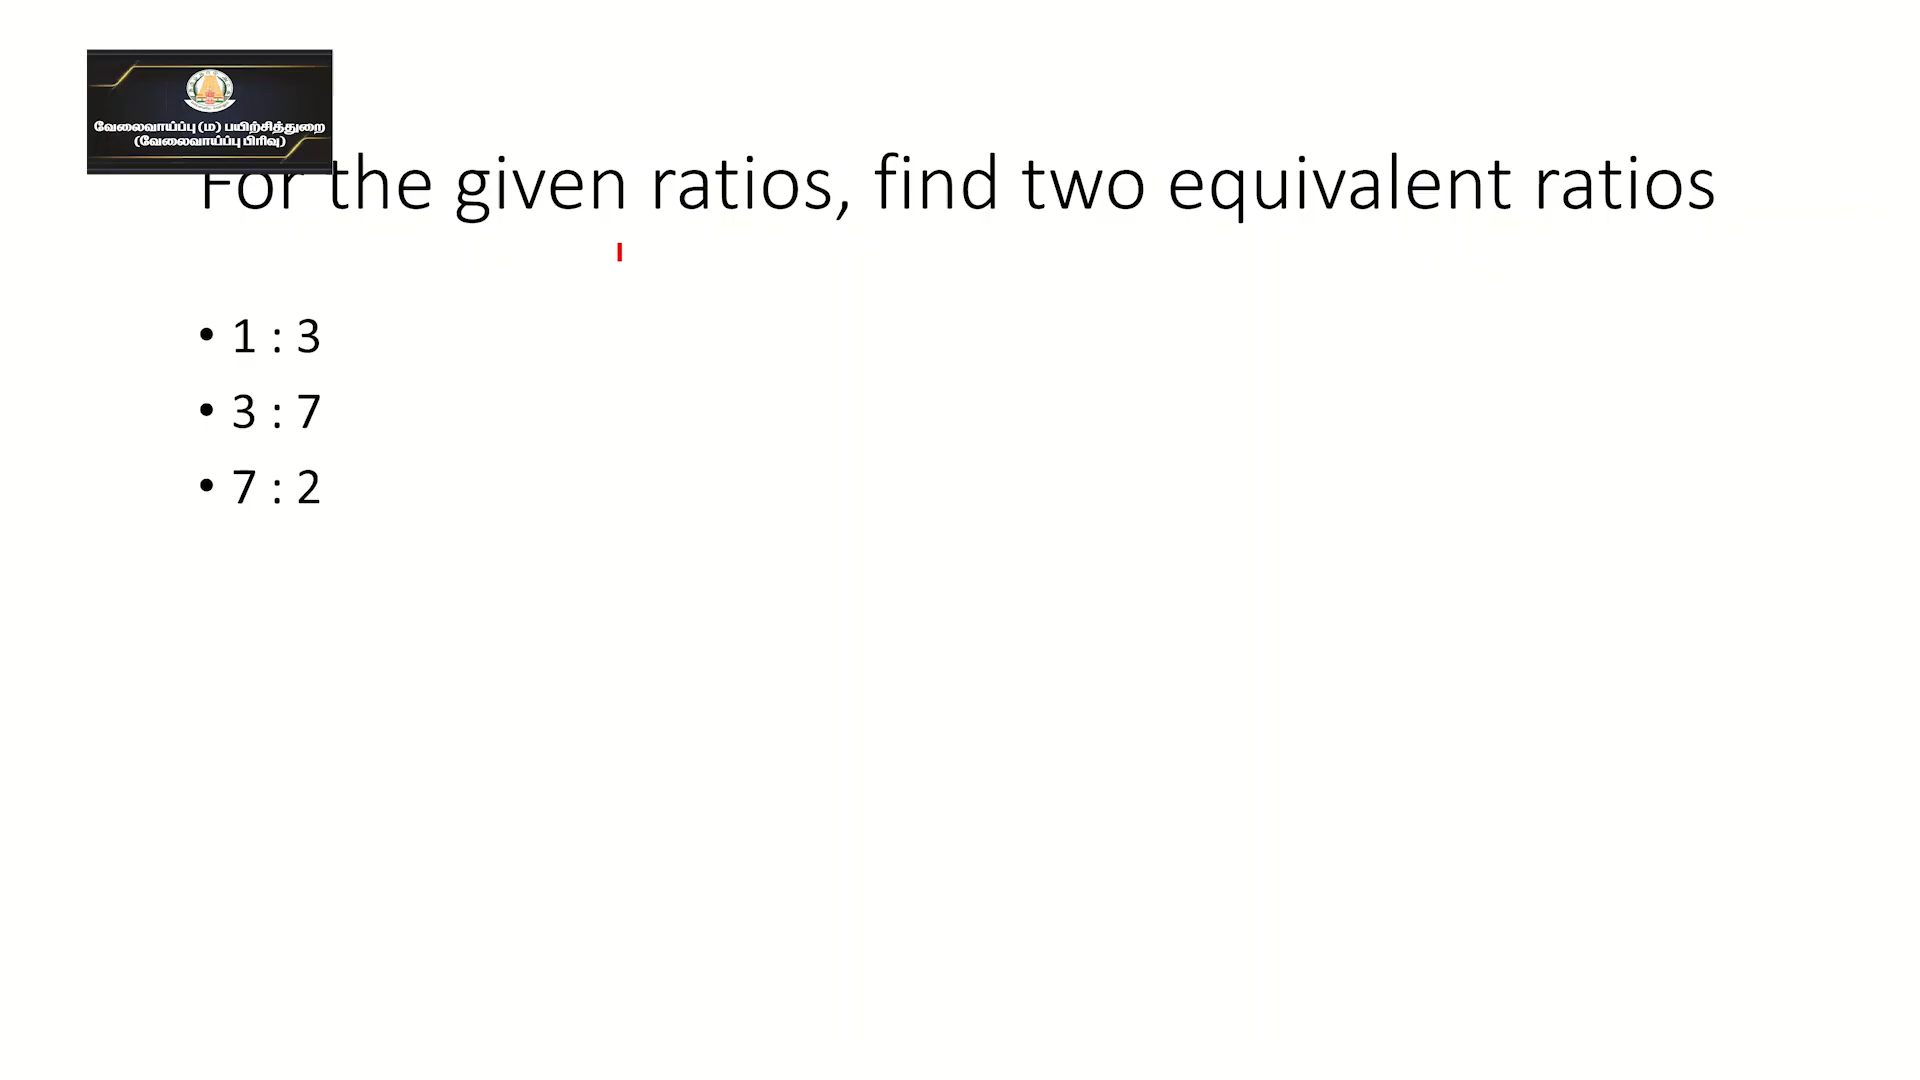 வேலைவாய்ப்பு (ம) பயிற்சித்துறை
(வேலைவாய்ப்பு பிரிவு)
For the given ratios, find two equivalent ratios
• 1 : 3
• 3 : 7
• 7 : 2